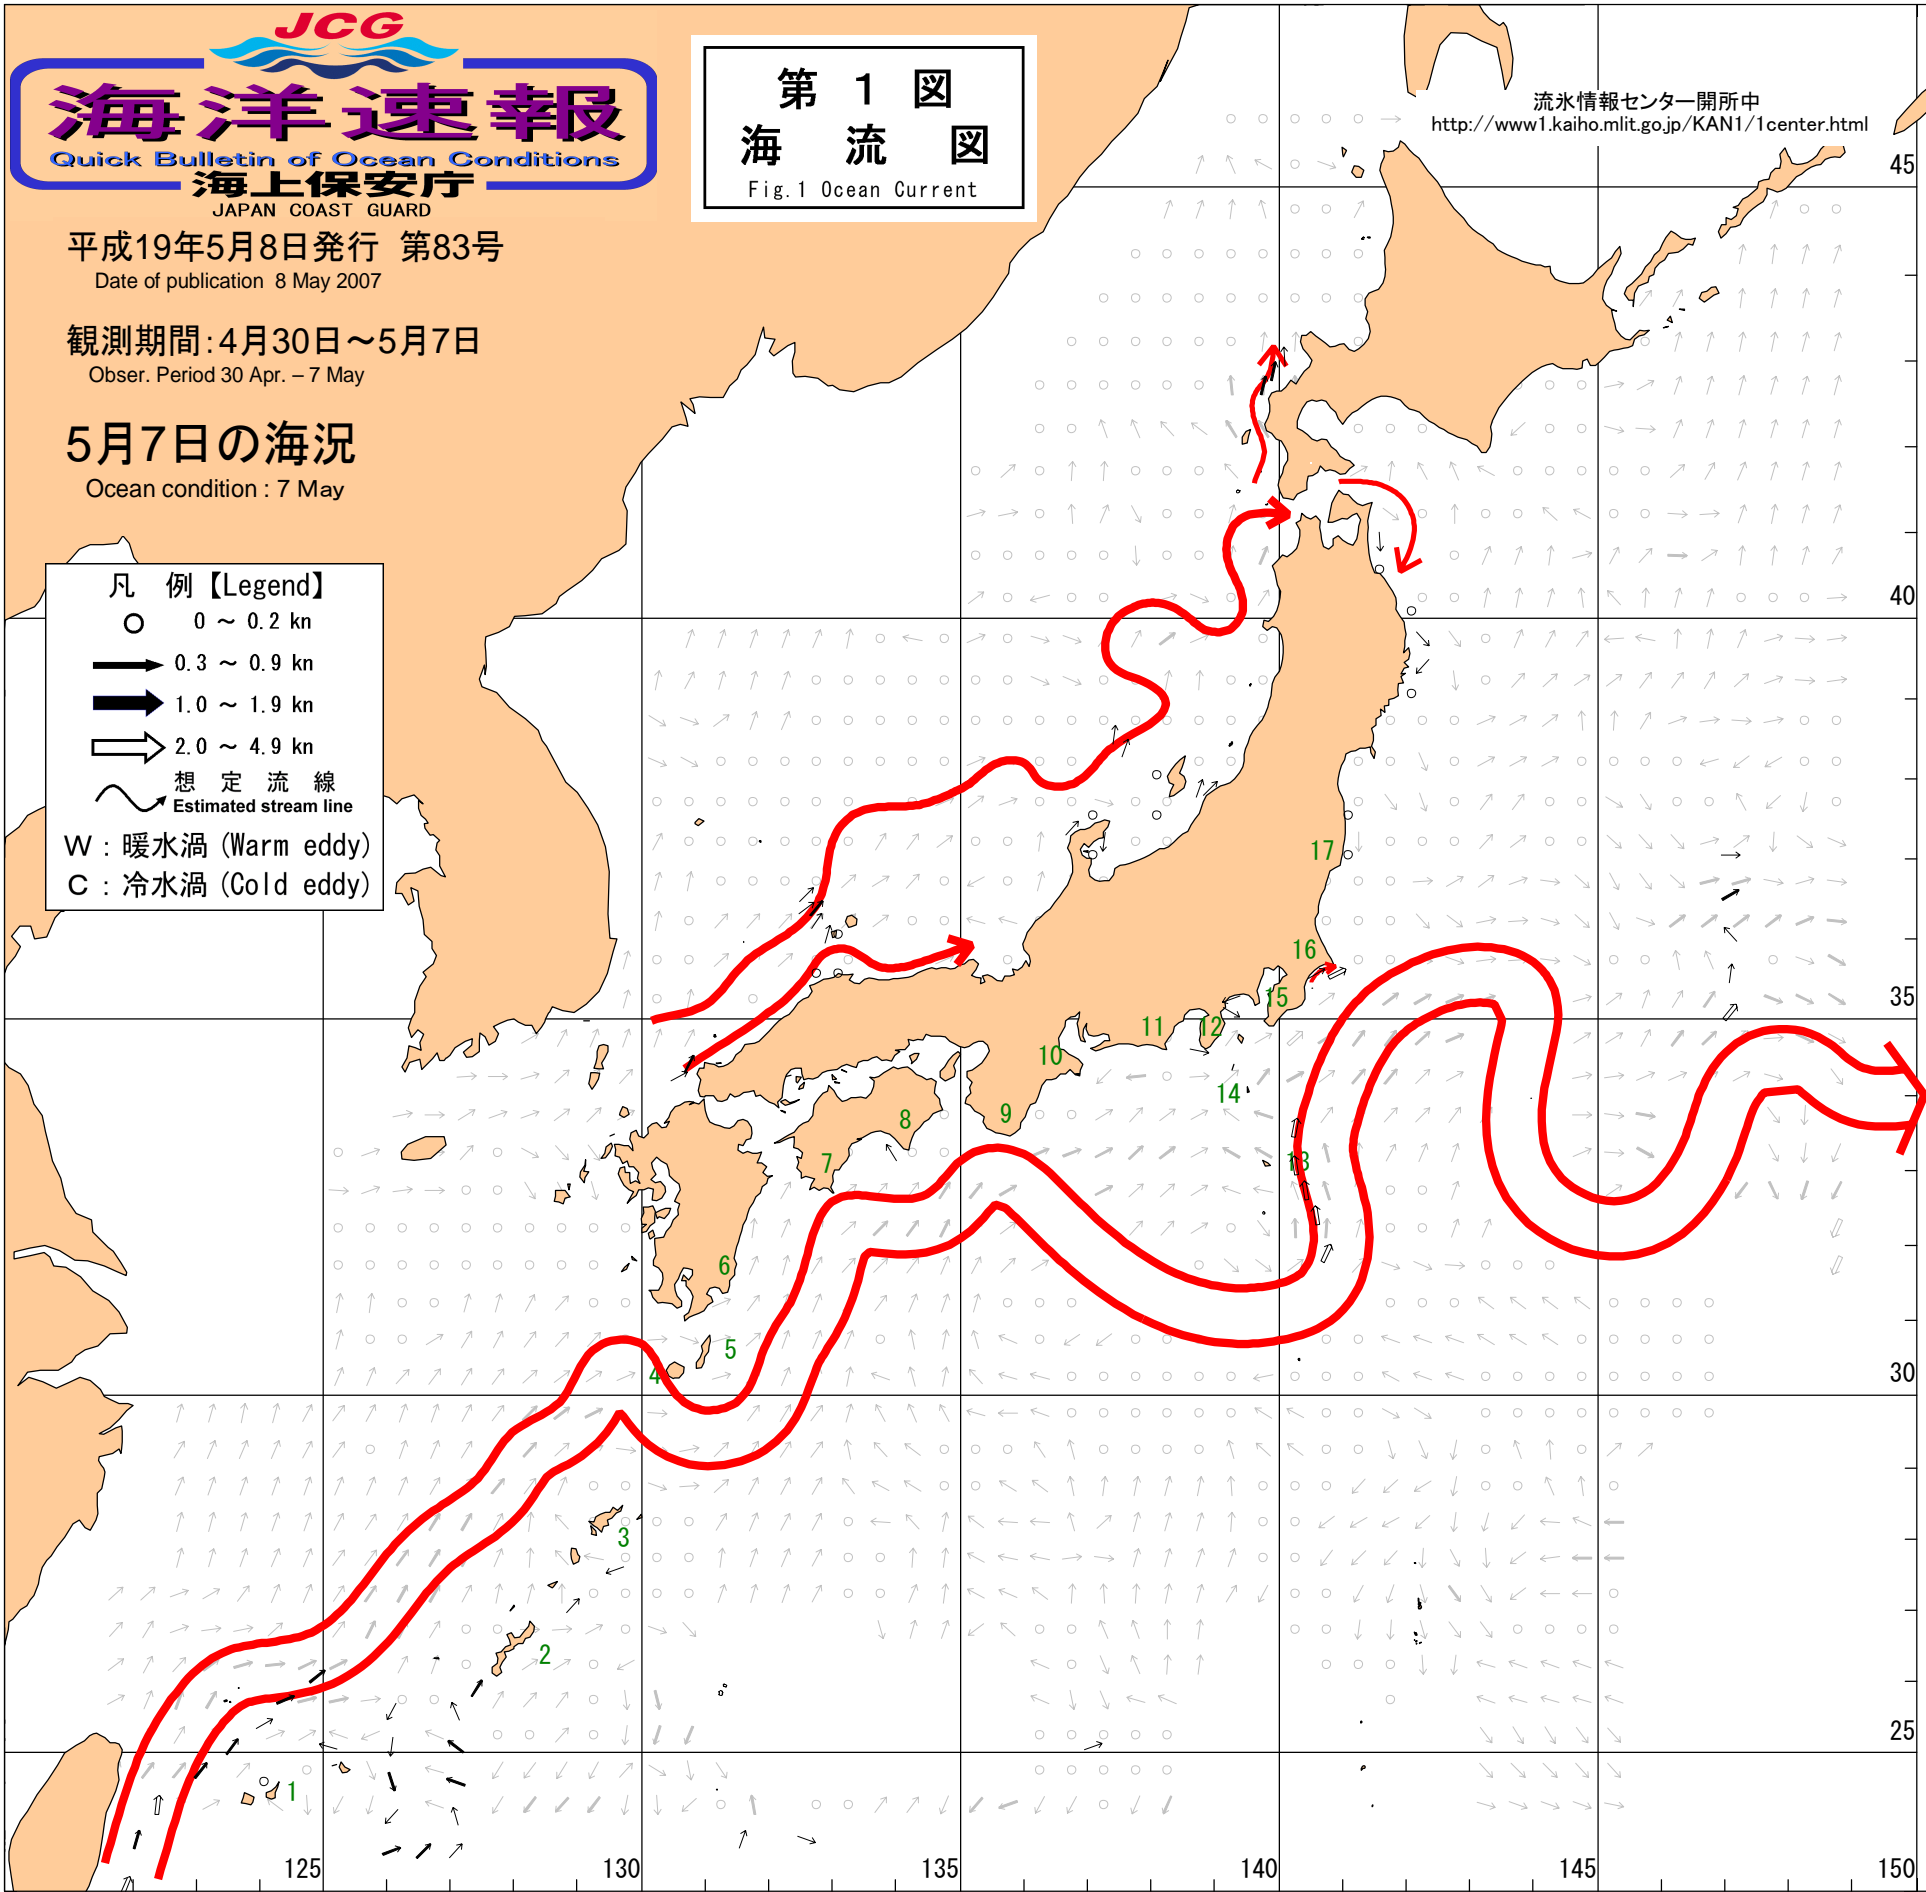 JCG
海洋速報
Quick Bulletin of Ocean Conditions
海上保安庁
JAPAN COAST GUARD
平成19年5月8日発行 第83号
Date of publication 8 May 2007
観測期間:4月30日～5月7日
Obser. Period 30 Apr. – 7 May
5月7日の海況
Ocean condition : 7 May
第 1 図
海 流 図
Fig.1 Ocean Current
流氷情報センター開所中
http://www1.kaiho.mlit.go.jp/KAN1/1center.html
凡 例【Legend】
0 ～ 0.2 kn
0.3 ～ 0.9 kn
1.0 ～ 1.9 kn
2.0 ～ 4.9 kn
想 定 流 線
Estimated stream line
W : 暖水渦 (Warm eddy)
C : 冷水渦 (Cold eddy)
45
40
35
30
25
17
16
15
11
12
10
14
9
8
13
7
6
5
4
3
2
1
125
130
135
140
145
150